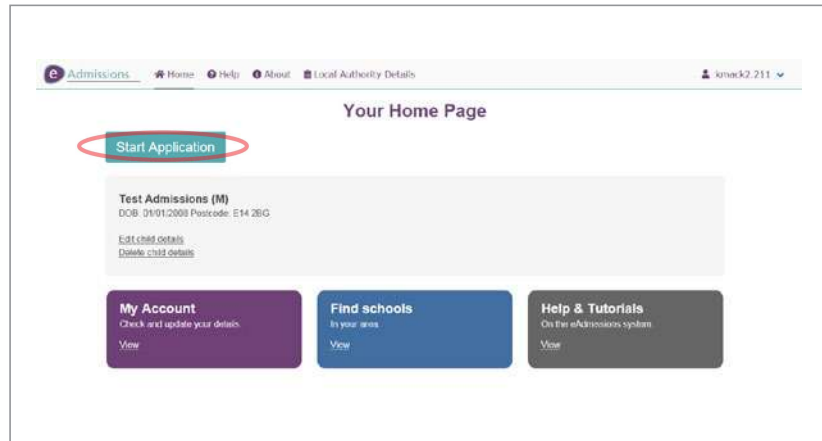 e Admissions Home Help About Local Authority Details kmack2.211
Your Home Page
Start Application
Test Admissions (M)
DOB: 01/01/2008 Postcode: E14 2BG
Edit child details
Delete child details
My Account
Check and update your details.
View
Find schools
In your area
View
Help & Tutorials
On the eAdmissions system.
View